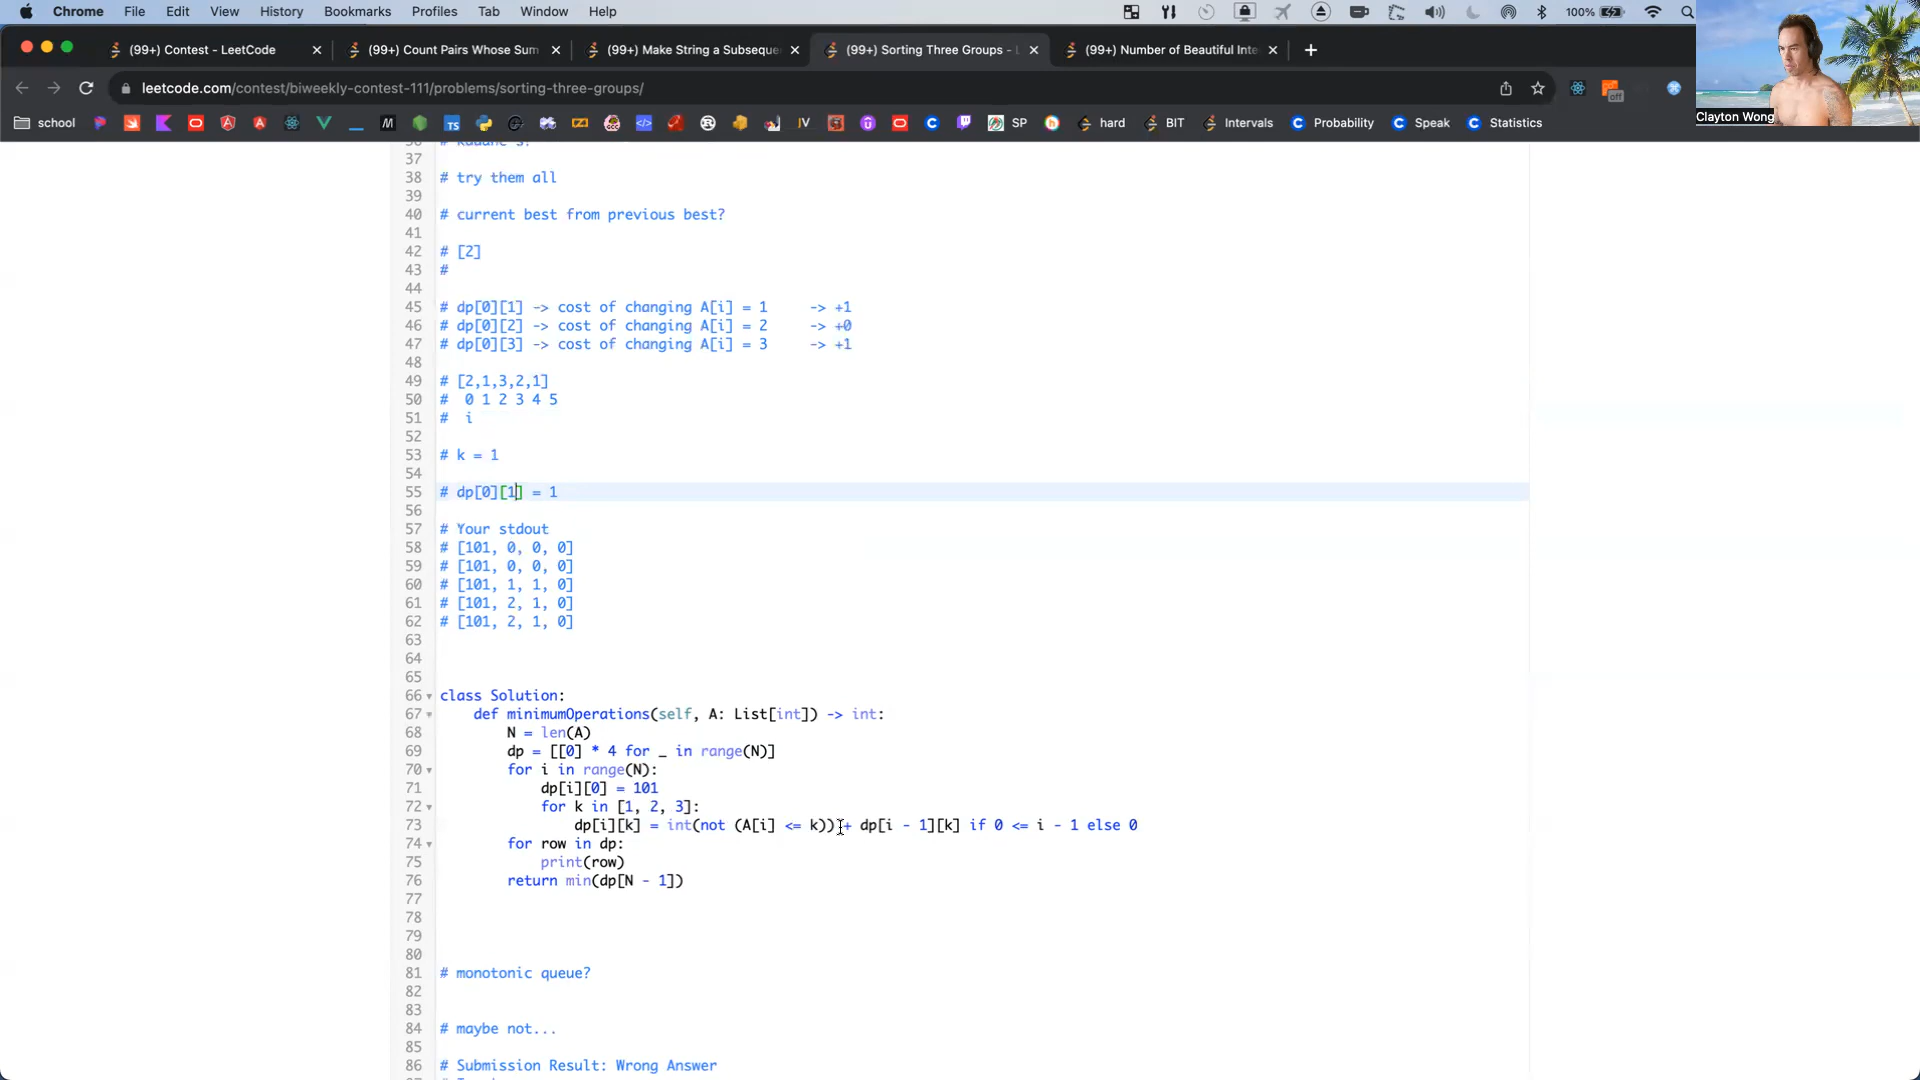 Chrome File Edit View History Bookmarks Profiles Tab Window Help 100%
(99+) Contest - LeetCode
(99+) Count Pairs Whose Sum
(99+) Make String a Subseque
(99+) Sorting Three Groups - L
(99+) Number of Beautiful Inte
leetcode.com/contest/biweekly-contest-111/problems/sorting-three-groups/
off
Clayton Wong
school TS JV SP hard BIT Intervals Probability Speak Statistics
37
38 # try them all
39
40 # current best from previous best?
41
42 # [2]
43 #
44
45 # dp[0][1] -> cost of changing A[i] = 1 -> +1
46 # dp[0][2] -> cost of changing A[i] = 2 -> +0
47 # dp[0][3] -> cost of changing A[i] = 3 -> +1
48
49 # [2,1,3,2,1]
50 # 0 1 2 3 4 5
51 # i
52
53 # k = 1
54
55 # dp[0][1] = 1
56
57 # Your stdout
58 # [101, 0, 0, 0]
59 # [101, 0, 0, 0]
60 # [101, 1, 1, 0]
61 # [101, 2, 1, 0]
62 # [101, 2, 1, 0]
63
64
65
66 class Solution:
67 def minimumOperations(self, A: List[int]) -> int:
68 N = len(A)
69 dp = [[0] * 4 for _ in range(N)]
70 for i in range(N):
71 dp[i][0] = 101
72 for k in [1, 2, 3]:
73 dp[i][k] = int(not (A[i] <= k)) + dp[i - 1][k] if 0 <= i - 1 else 0
74 for row in dp:
75 print(row)
76 return min(dp[N - 1])
77
78
79
80
81 # monotonic queue?
82
83
84 # maybe not...
85
86 # Submission Result: Wrong Answer